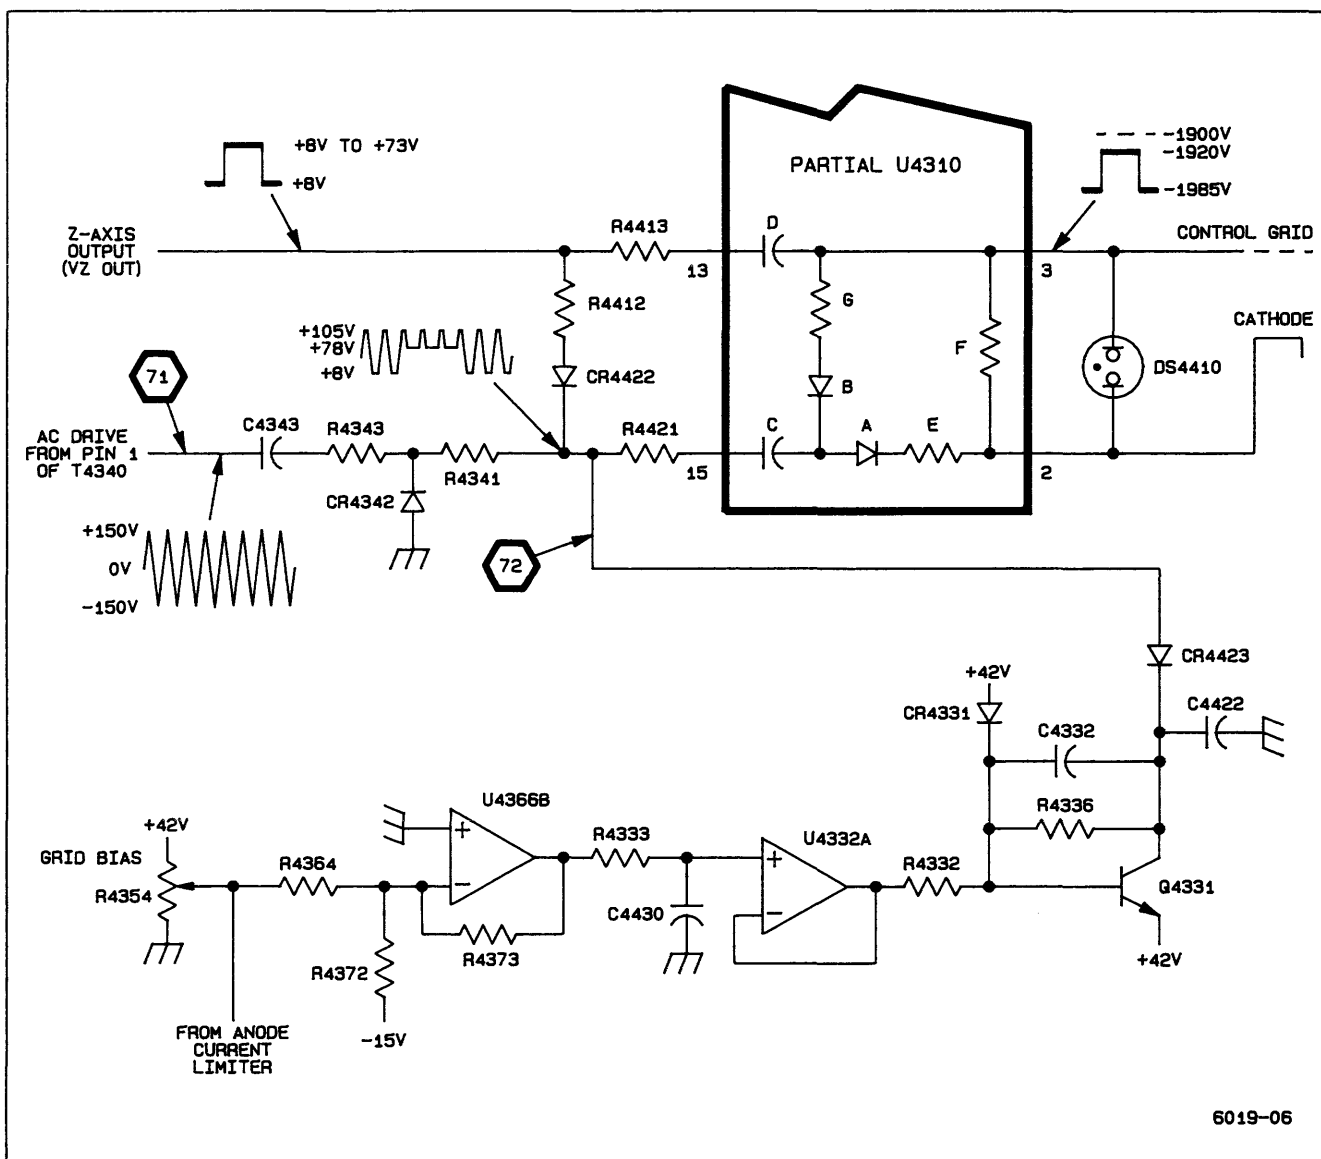 +8V TO +73V
+8V
Z-AXIS
OUTPUT
(VZ OUT)
R4413
13
D
PARTIAL U4310
-1900V
-1920V
-1985V
3
CONTROL GRID
R4412
G
F
CATHODE
+105V
+78V
+8V
CR4422
B
DS4410
71
AC DRIVE
FROM PIN 1
OF T4340
C4343
R4343
R4341
R4421
15
C
A
E
2
CR4342
+150V
0V
-150V
72
CR4423
+42V
CR4331
C4332
C4422
R4336
U4366B
+
-
R4333
U4332A
+
-
R4332
Q4331
+42V
+42V
GRID BIAS
R4354
R4364
R4373
C4430
R4372
-15V
FROM ANODE
CURRENT
LIMITER
6019-06